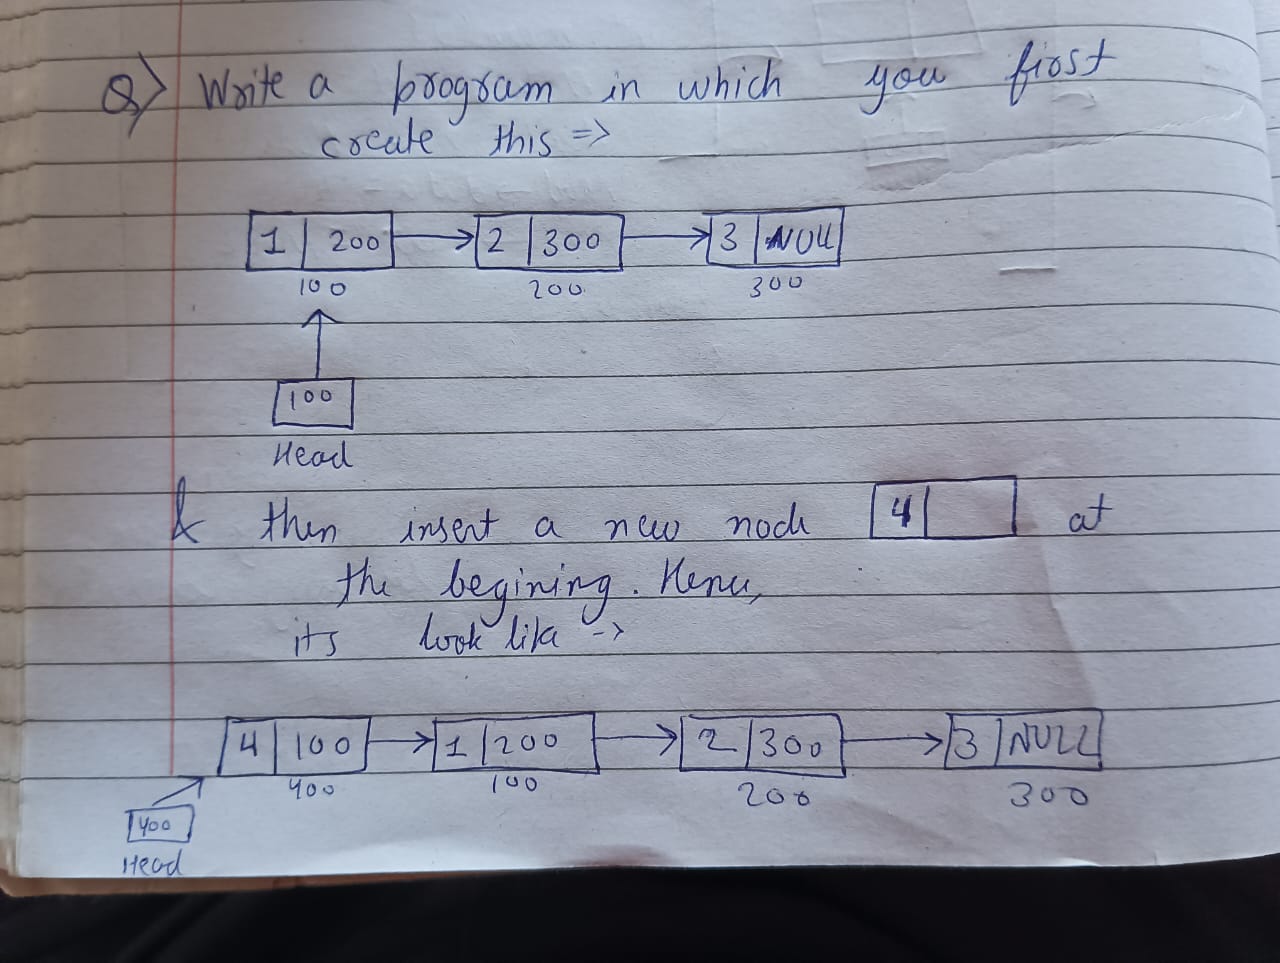 Q) Write a program in which you first
create this =>
1 200 → 2 300 → 3 NULL
100 200 300
100
Head
& then insert a new node 4 at
the begining. Henu,
its look like ->
4 100 → 1 200 → 2 300 → 3 NULL
400 100 200 300
400
Head